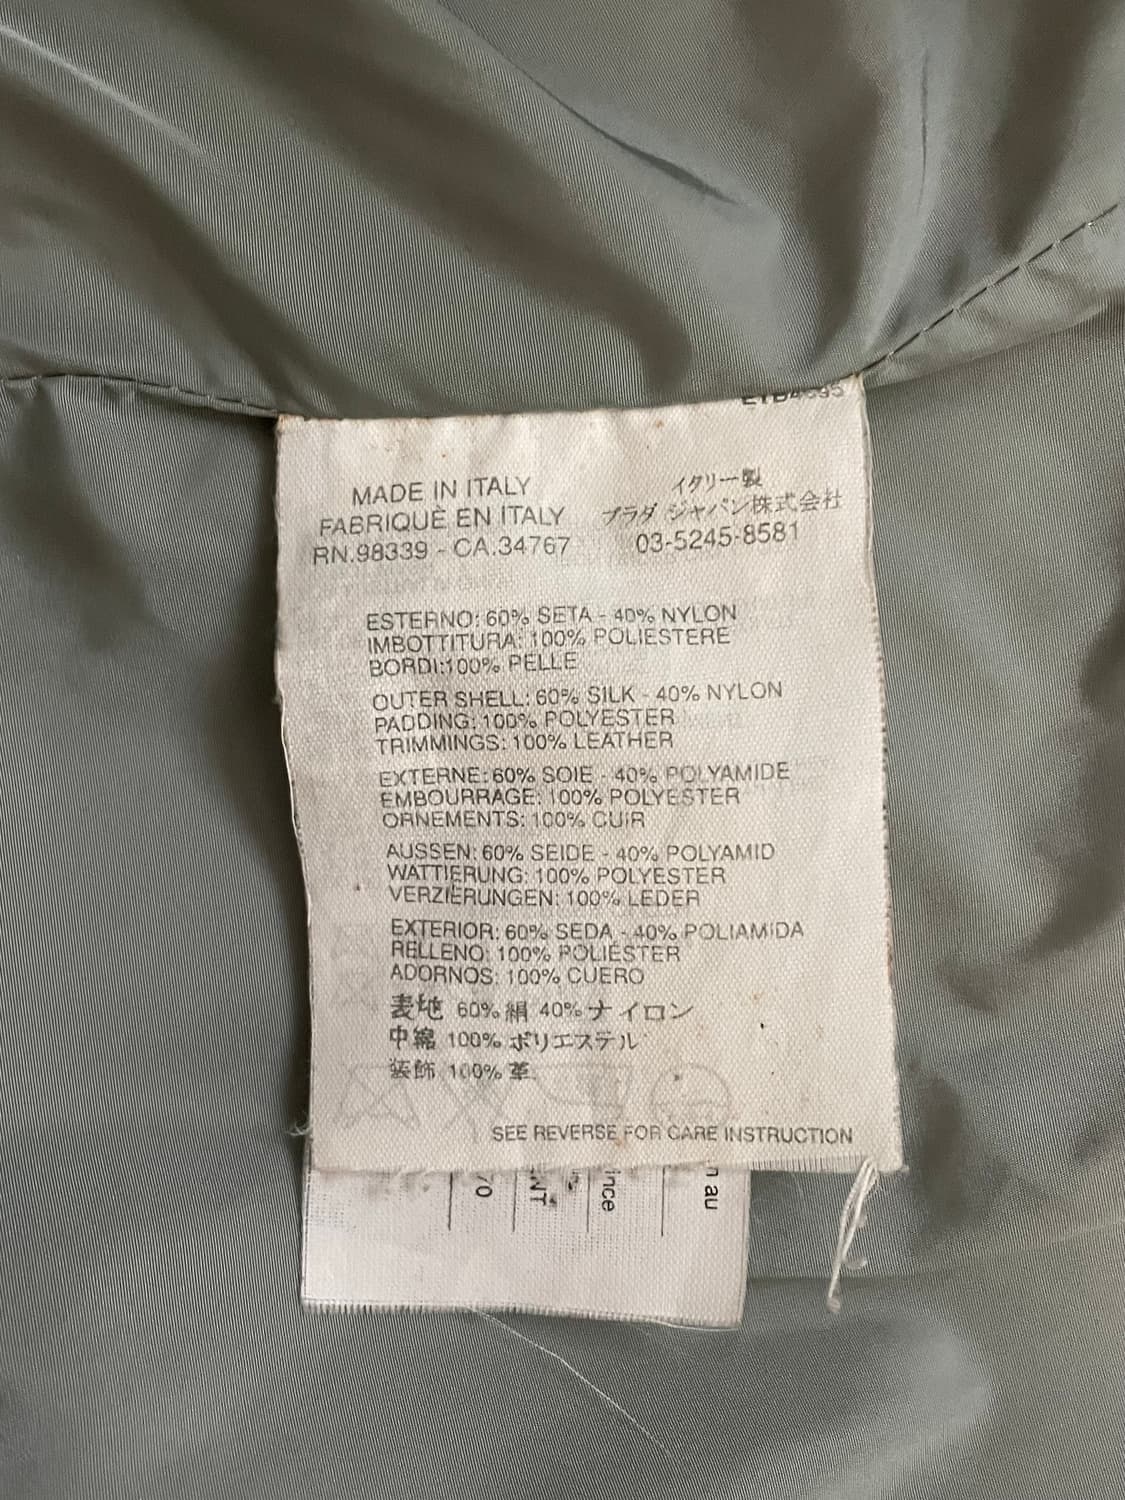 MADE IN ITALY
FABRIQUÈ EN ITALY
RN.98339 - CA.34767
イタリー製
プラダ ジャパン株式会社
03-5245-8581
ESTERNO: 60% SETA - 40% NYLON
IMBOTTITURA: 100% POLIESTERE
BORDI:100% PELLE
OUTER SHELL: 60% SILK - 40% NYLON
PADDING: 100% POLYESTER
TRIMMINGS: 100% LEATHER
EXTERNE: 60% SOIE - 40% POLYAMIDE
EMBOURRAGE: 100% POLYESTER
ORNEMENTS: 100% CUIR
AUSSEN: 60% SEIDE - 40% POLYAMID
WATTIERUNG: 100% POLYESTER
VERZIERUNGEN: 100% LEDER
EXTERIOR: 60% SEDA - 40% POLIAMIDA
RELLENO: 100% POLIÉSTER
ADORNOS: 100% CUERO
表地 60% 絹 40% ナイロン
中綿 100% ポリエステル
装飾 100% 革
SEE REVERSE FOR CARE INSTRUCTION
au